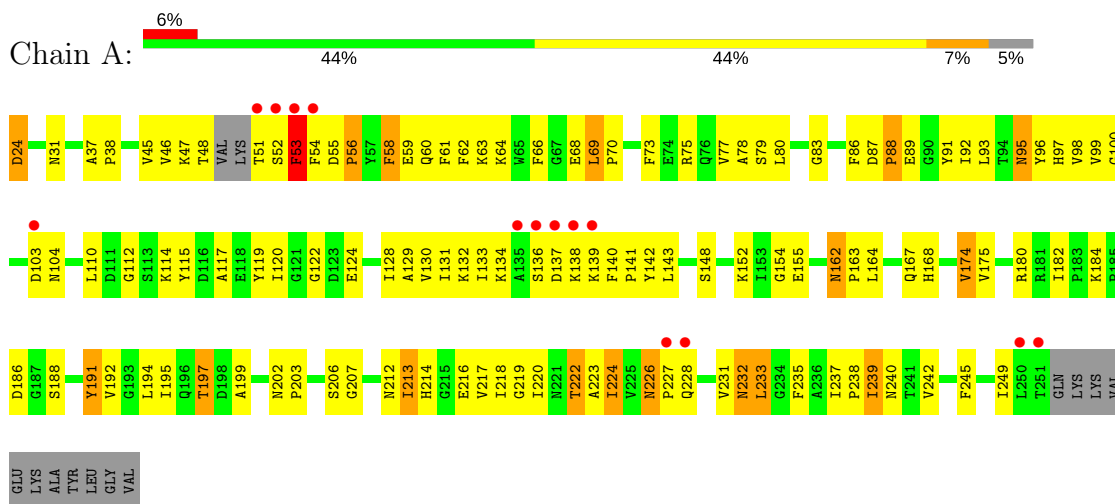 6%
Chain A:
44% 44% 7% 5%
D24 N31 A37 P38 V45 V46 K47 T48 VAL LYS T51 S52 F53 F54 D55 P56 Y57 F58 E59 Q60 F61 F62 K63 K64 W65 F66 G67 E68 L69 P70 F73 E74 R75 Q76 V77 A78 S79 L80 G83 F86 D87 P88 E89 G90 Y91 I92 L93 T94 N95 Y96 H97 V98 V99 G100
D103 N104 L110 D111 G112 S113 K114 Y115 D116 A117 E118 Y119 I120 G121 G122 D123 E124 I128 A129 V130 I131 K132 I133 K134 A135 S136 D137 K138 K139 F140 P141 Y142 L143 S148 K152 I153 G154 E155 N162 P163 L164 Q167 H168 V174 V175 R180 R181 I182 P183 K184 P185
D186 G187 S188 Y191 V192 G193 L194 I195 Q196 T197 D198 A199 N202 P203 S206 G207 N212 I213 H214 G215 E216 V217 I218 G219 I220 N221 T222 A223 I224 V225 N226 P227 Q228 V231 N232 L233 G234 F235 A236 I237 P238 I239 N240 T241 V242 F245 I249 L250 T251 GLN LYS LYS VAL
GLU LYS ALA TYR LEU GLY VAL